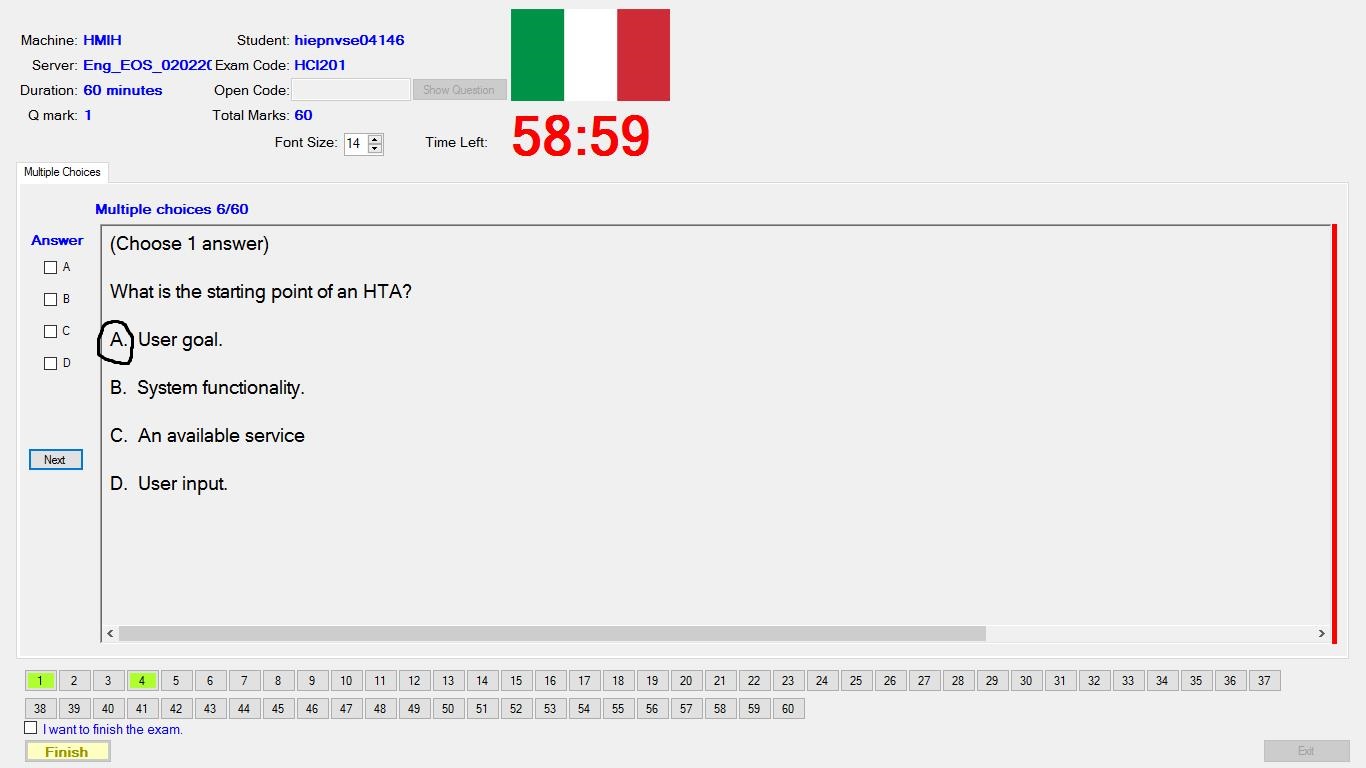 Machine: HMIH Student: hiepnvse04146
Server: Eng_EOS_020220 Exam Code: HCI201
Duration: 60 minutes Open Code: Show Question
Q mark: 1 Total Marks: 60
Font Size: 14 Time Left: 58:59
Multiple Choices
Multiple choices 6/60
Answer
(Choose 1 answer)
A
What is the starting point of an HTA?
B
C
A. User goal.
D
B. System functionality.
C. An available service
Next
D. User input.
1 2 3 4 5 6 7 8 9 10 11 12 13 14 15 16 17 18 19 20 21 22 23 24 25 26 27 28 29 30 31 32 33 34 35 36 37
38 39 40 41 42 43 44 45 46 47 48 49 50 51 52 53 54 55 56 57 58 59 60
I want to finish the exam.
Finish Exit